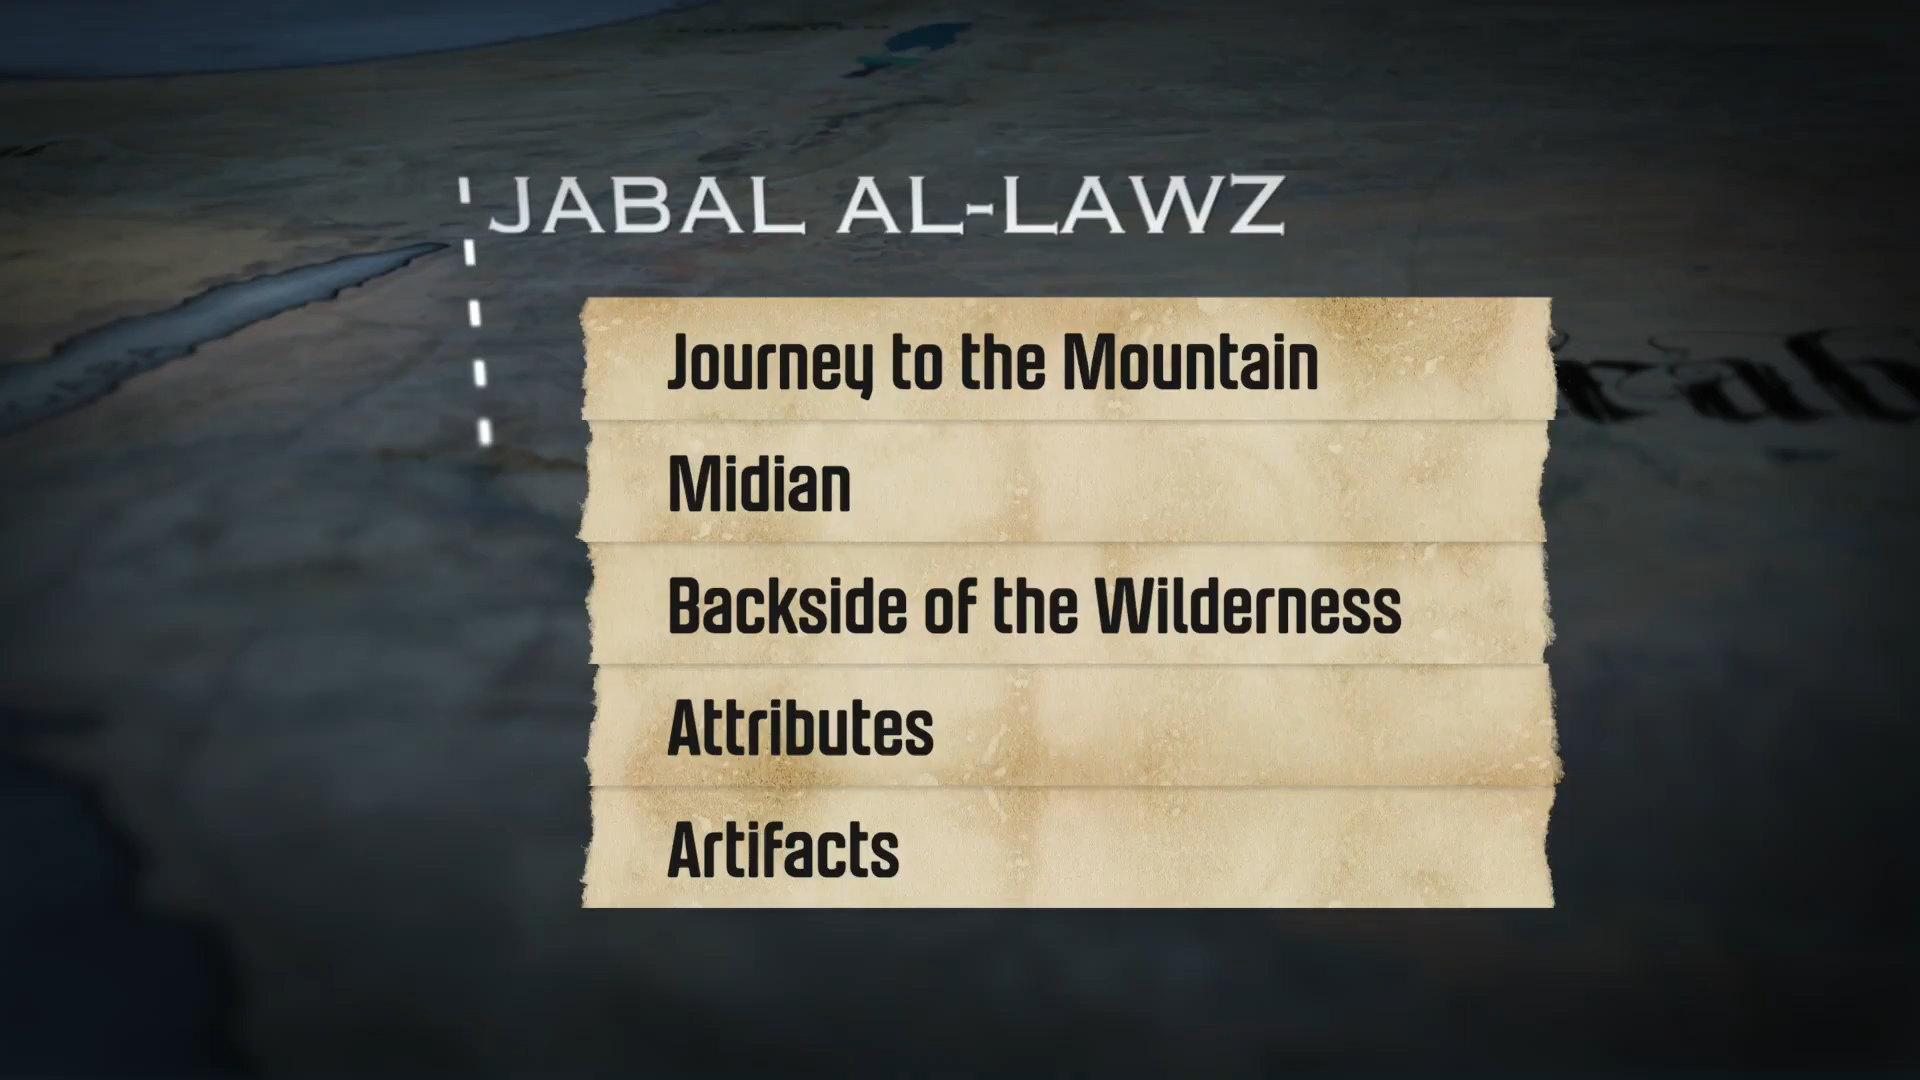 JABAL AL-LAWZ
Journey to the Mountain
Midian
Backside of the Wilderness
Attributes
Artifacts